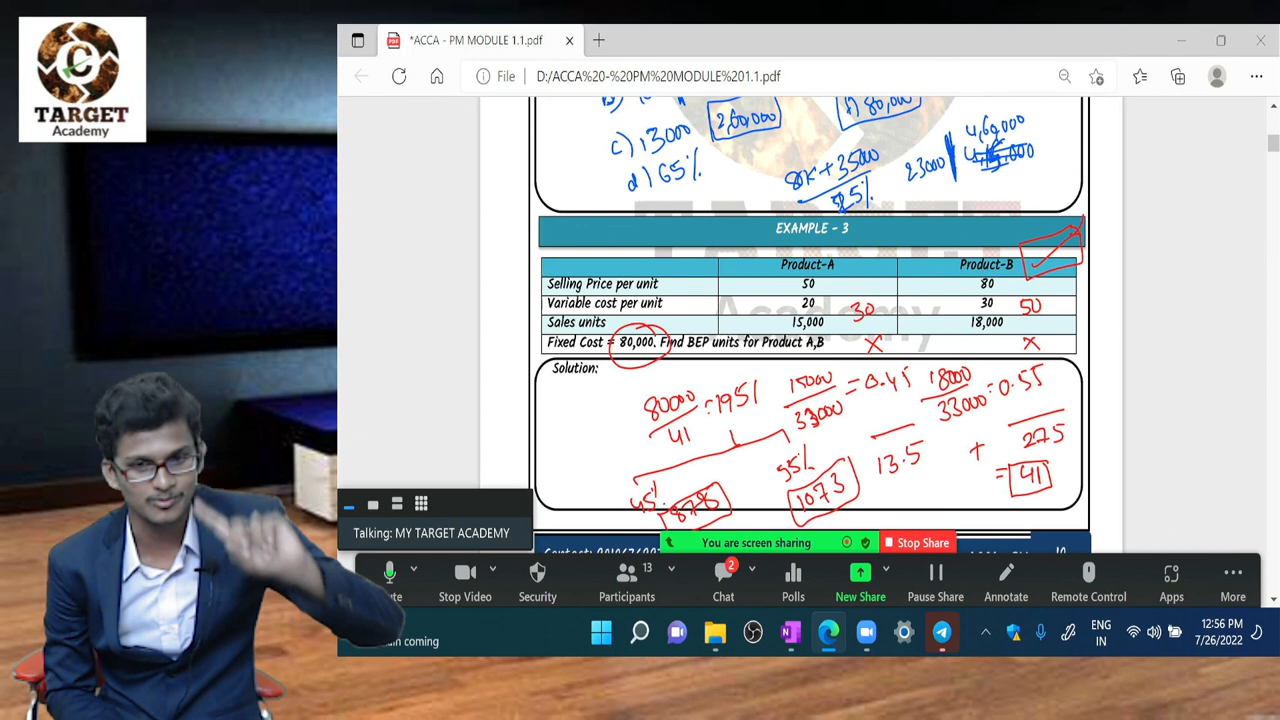 TARGET
Academy
*ACCA - PM MODULE 1.1.pdf
File
D:/ACCA%20-%20PM%20MODULE%201.1.pdf
2,60,000
1,80,000
4,60,000
c) 13000
d) 65%
80K + 35000
23000
EXAMPLE - 3
Product-A
Product-B
Selling Price per unit
50
80
Variable cost per unit
20
30
30
50
Sales units
15,000
18,000
Fixed Cost = 80,000. Find BEP units for Product A,B
X
X
Solution:
80000
41
= 1951
15000
33000
= 0.45
18000
33000
= 0.55
13.5
+
27.5
= 41
45%
878
55%
1073
Talking: MY TARGET ACADEMY
You are screen sharing
Stop Share
Stop Video
Security
13
Participants
2
Chat
Polls
New Share
Pause Share
Annotate
Remote Control
Apps
More
ENG
IN
12:56 PM
7/26/2022
coming